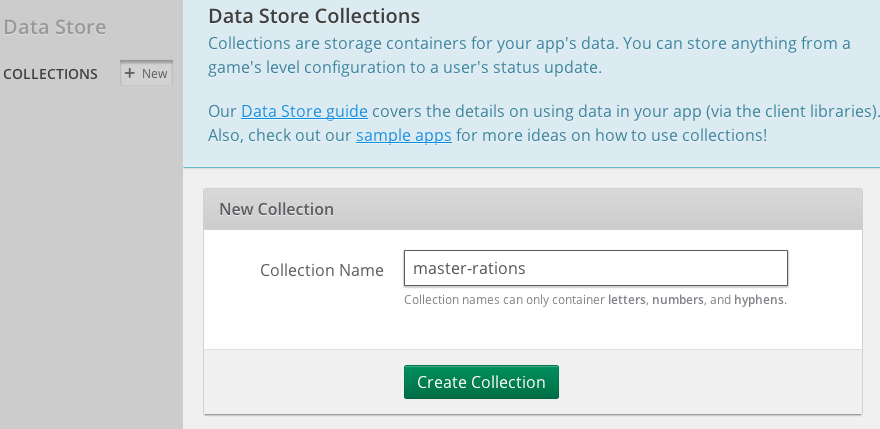 Data Store
COLLECTIONS
+ New
Data Store Collections
Collections are storage containers for your app's data. You can store anything from a
game's level configuration to a user's status update.
Our Data Store guide covers the details on using data in your app (via the client libraries).
Also, check out our sample apps for more ideas on how to use collections!
New Collection
Collection Name
master-rations
Collection names can only container letters, numbers, and hyphens.
Create Collection